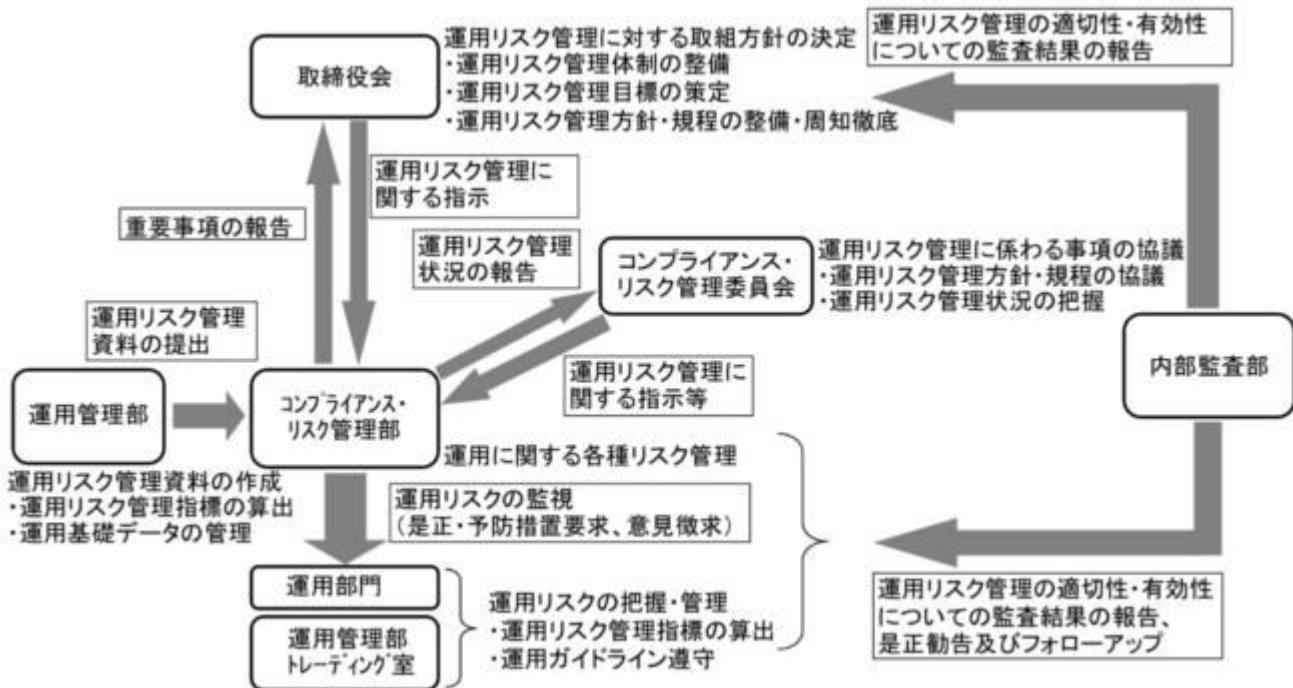 取締役会
運用リスク管理に対する取組方針の決定
・運用リスク管理体制の整備
・運用リスク管理目標の策定
・運用リスク管理方針・規程の整備・周知徹底
運用リスク管理の適切性・有効性
についての監査結果の報告
運用リスク管理に
関する指示
重要事項の報告
運用リスク管理
状況の報告
コンプライアンス・
リスク管理委員会
運用リスク管理に係わる事項の協議
・運用リスク管理方針・規程の協議
・運用リスク管理状況の把握
運用リスク管理
資料の提出
運用リスク管理に
関する指示等
内部監査部
運用管理部
コンプライアンス・
リスク管理部
運用に関する各種リスク管理
運用リスク管理資料の作成
・運用リスク管理指標の算出
・運用基礎データの管理
運用リスクの監視
(是正・予防措置要求、意見徴求)
運用部門
運用管理部
トレーディング室
運用リスクの把握・管理
・運用リスク管理指標の算出
・運用ガイドライン遵守
運用リスク管理の適切性・有効性
についての監査結果の報告、
是正勧告及びフォローアップ